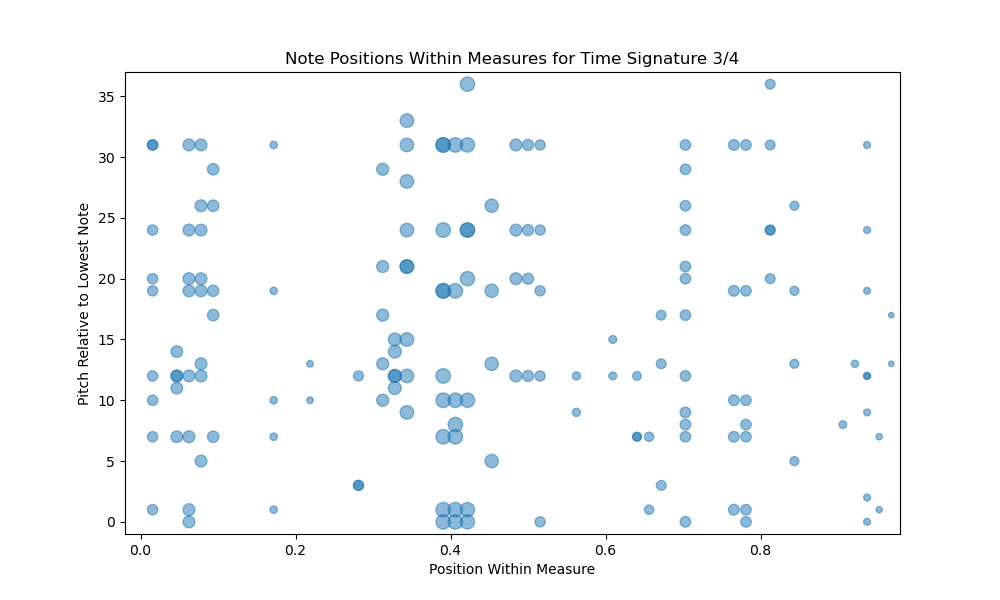 Note Positions Within Measures for Time Signature 3/4
35
30
25
20
15
10
5
0
Pitch Relative to Lowest Note
0.0 0.2 0.4 0.6 0.8
Position Within Measure